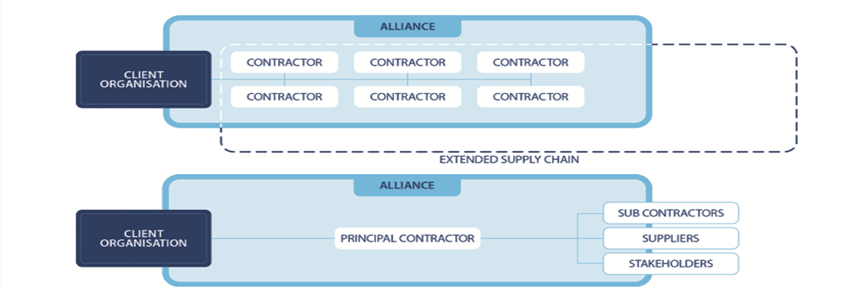 ALLIANCE
CLIENT
ORGANISATION
CONTRACTOR CONTRACTOR CONTRACTOR
CONTRACTOR CONTRACTOR CONTRACTOR
EXTENDED SUPPLY CHAIN
ALLIANCE
CLIENT
ORGANISATION
PRINCIPAL CONTRACTOR
SUB CONTRACTORS
SUPPLIERS
STAKEHOLDERS